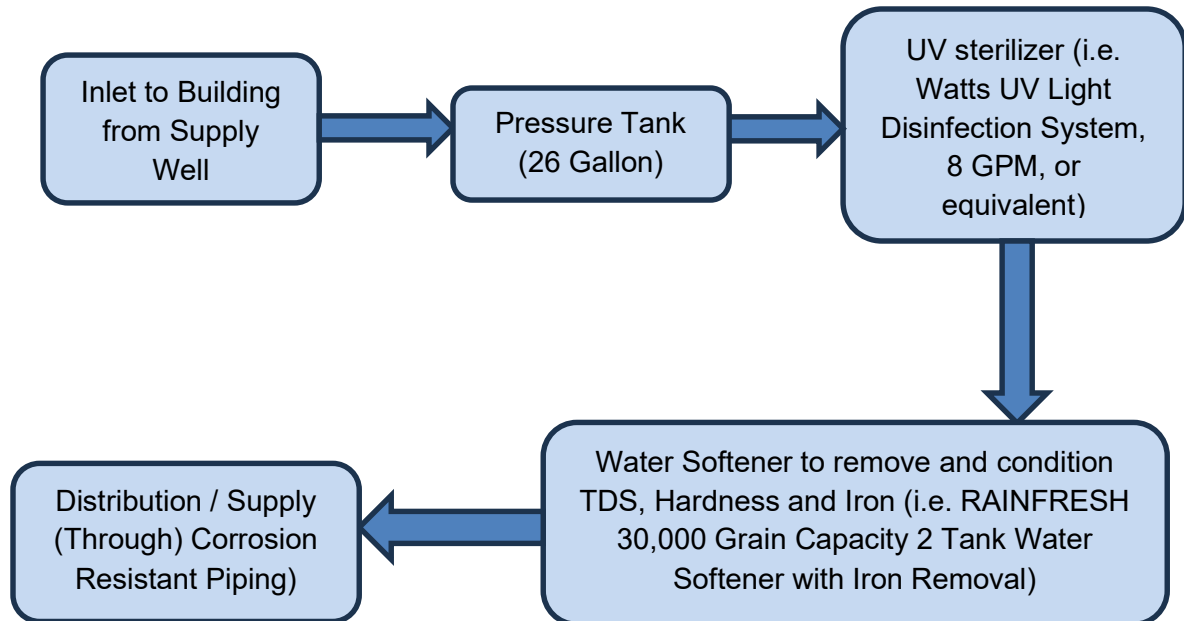 Inlet to Building
from Supply
Well
Pressure Tank
(26 Gallon)
UV sterilizer (i.e.
Watts UV Light
Disinfection System,
8 GPM, or
equivalent)
Water Softener to remove and condition
TDS, Hardness and Iron (i.e. RAINFRESH
30,000 Grain Capacity 2 Tank Water
Softener with Iron Removal)
Distribution / Supply
(Through) Corrosion
Resistant Piping)